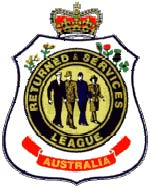 RETURNED & SERVICES
LEAGUE
AUSTRALIA